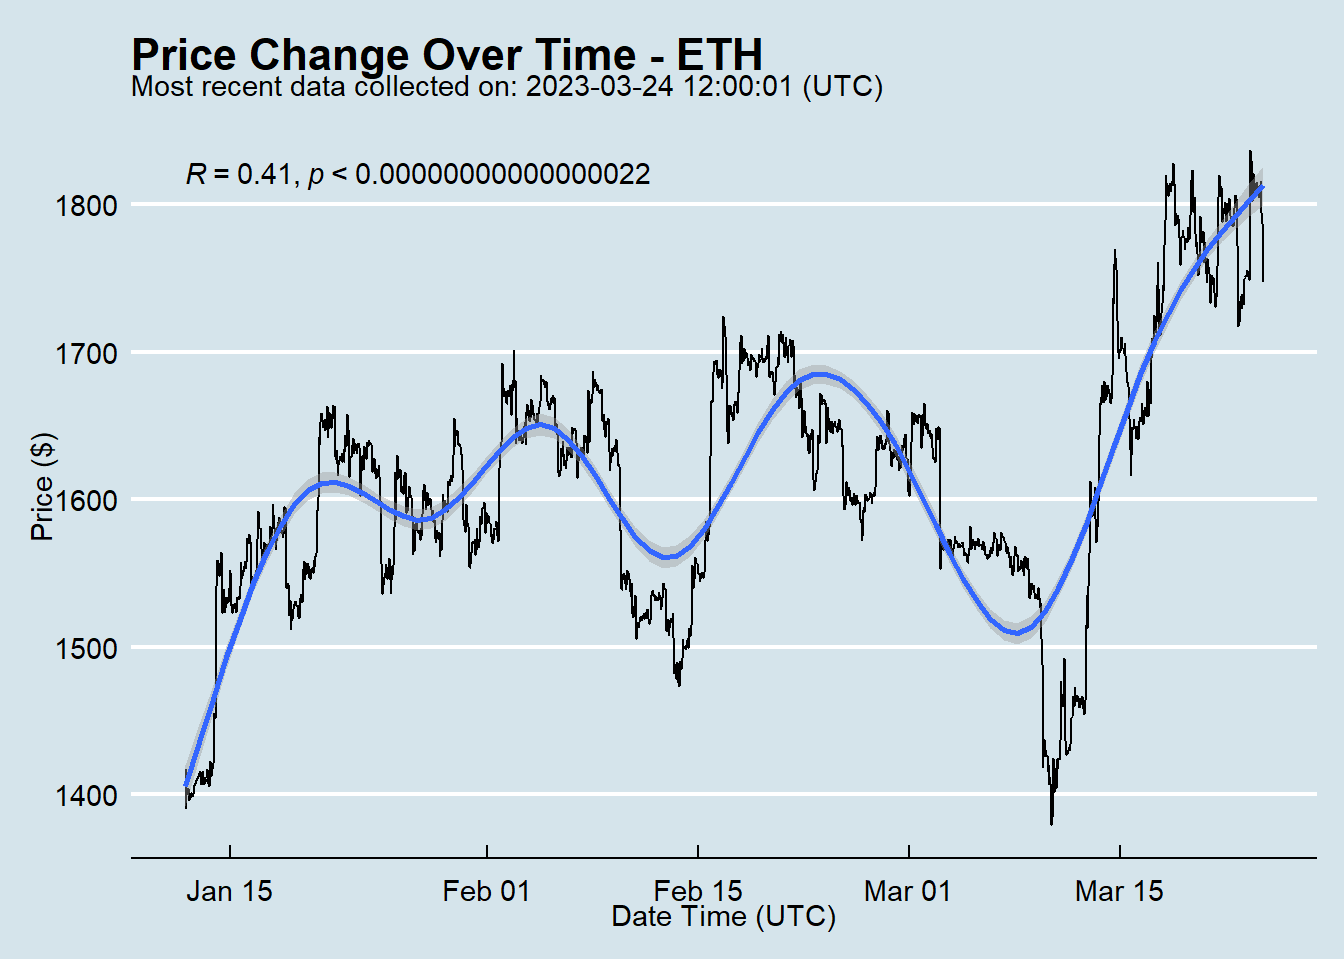 Price Change Over Time - ETH
Most recent data collected on: 2023-03-24 12:00:01 (UTC)
R = 0.41, p < 0.00000000000000022
1800
1700
1600
1500
1400
Price ($)
Jan 15
Feb 01
Feb 15
Mar 01
Mar 15
Date Time (UTC)